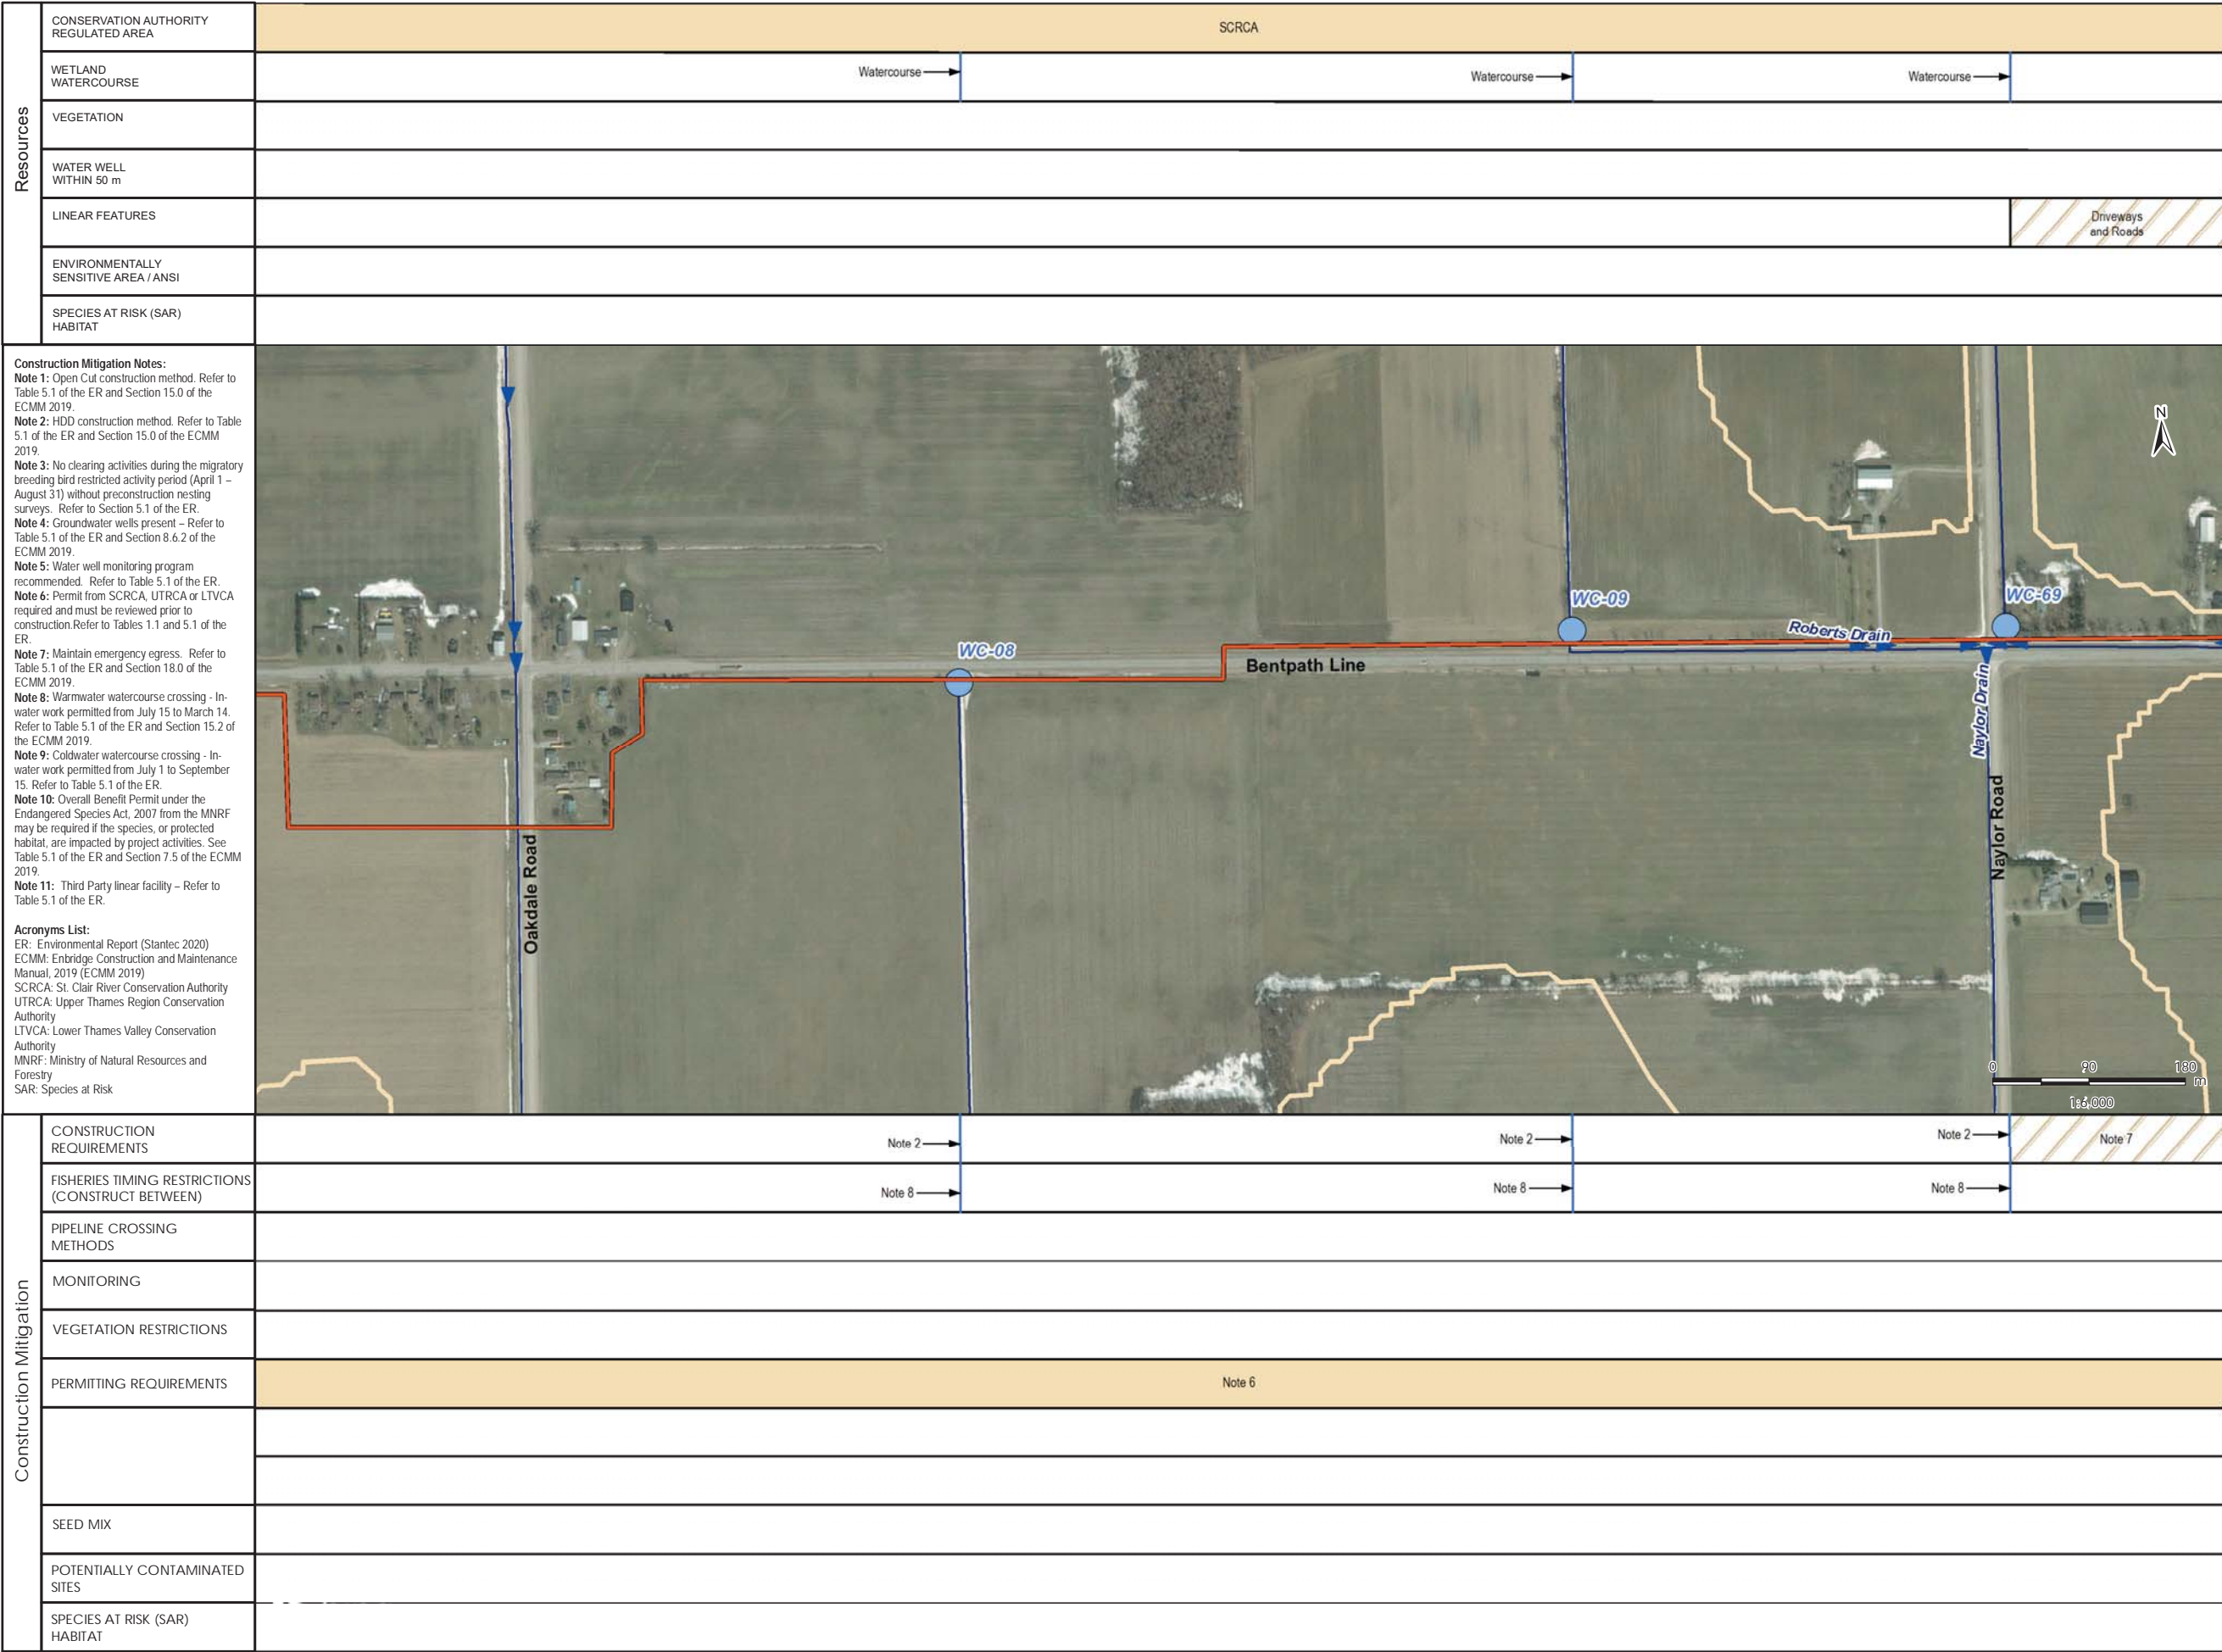 Resources
CONSERVATION AUTHORITY
REGULATED AREA
SCRCA
WETLAND
WATERCOURSE
Watercourse
Watercourse
Watercourse
VEGETATION
WATER WELL
WITHIN 50 m
LINEAR FEATURES
Driveways
and Roads
ENVIRONMENTALLY
SENSITIVE AREA / ANSI
SPECIES AT RISK (SAR)
HABITAT
Construction Mitigation Notes:
Note 1: Open Cut construction method. Refer to
Table 5.1 of the ER and Section 15.0 of the
ECMM 2019.
Note 2: HDD construction method. Refer to Table
5.1 of the ER and Section 15.0 of the ECMM
2019.
Note 3: No clearing activities during the migratory
breeding bird restricted activity period (April 1 –
August 31) without preconstruction nesting
surveys. Refer to Section 5.1 of the ER.
Note 4: Groundwater wells present – Refer to
Table 5.1 of the ER and Section 8.6.2 of the
ECMM 2019.
Note 5: Water well monitoring program
recommended. Refer to Table 5.1 of the ER.
Note 6: Permit from SCRCA, UTRCA or LTVCA
required and must be reviewed prior to
construction.Refer to Tables 1.1 and 5.1 of the
ER.
Note 7: Maintain emergency egress. Refer to
Table 5.1 of the ER and Section 18.0 of the
ECMM 2019.
Note 8: Warmwater watercourse crossing - In-
water work permitted from July 15 to March 14.
Refer to Table 5.1 of the ER and Section 15.2 of
the ECMM 2019.
Note 9: Coldwater watercourse crossing - In-
water work permitted from July 1 to September
15. Refer to Table 5.1 of the ER.
Note 10: Overall Benefit Permit under the
Endangered Species Act, 2007 from the MNRF
may be required if the species, or protected
habitat, are impacted by project activities. See
Table 5.1 of the ER and Section 7.5 of the ECMM
2019.
Note 11: Third Party linear facility – Refer to
Table 5.1 of the ER.
Acronyms List:
ER: Environmental Report (Stantec 2020)
ECMM: Enbridge Construction and Maintenance
Manual, 2019 (ECMM 2019)
SCRCA: St. Clair River Conservation Authority
UTRCA: Upper Thames Region Conservation
Authority
LTVCA: Lower Thames Valley Conservation
Authority
MNRF: Ministry of Natural Resources and
Forestry
SAR: Species at Risk
N
WC-08
WC-09
WC-69
Roberts Drain
Bentpath Line
Naylor Drain
Naylor Road
Oakdale Road
0 90 180
m
1:6,000
Construction Mitigation
CONSTRUCTION
REQUIREMENTS
Note 2
Note 2
Note 2
Note 7
FISHERIES TIMING RESTRICTIONS
(CONSTRUCT BETWEEN)
Note 8
Note 8
Note 8
PIPELINE CROSSING
METHODS
MONITORING
VEGETATION RESTRICTIONS
PERMITTING REQUIREMENTS
Note 6
SEED MIX
POTENTIALLY CONTAMINATED
SITES
SPECIES AT RISK (SAR)
HABITAT